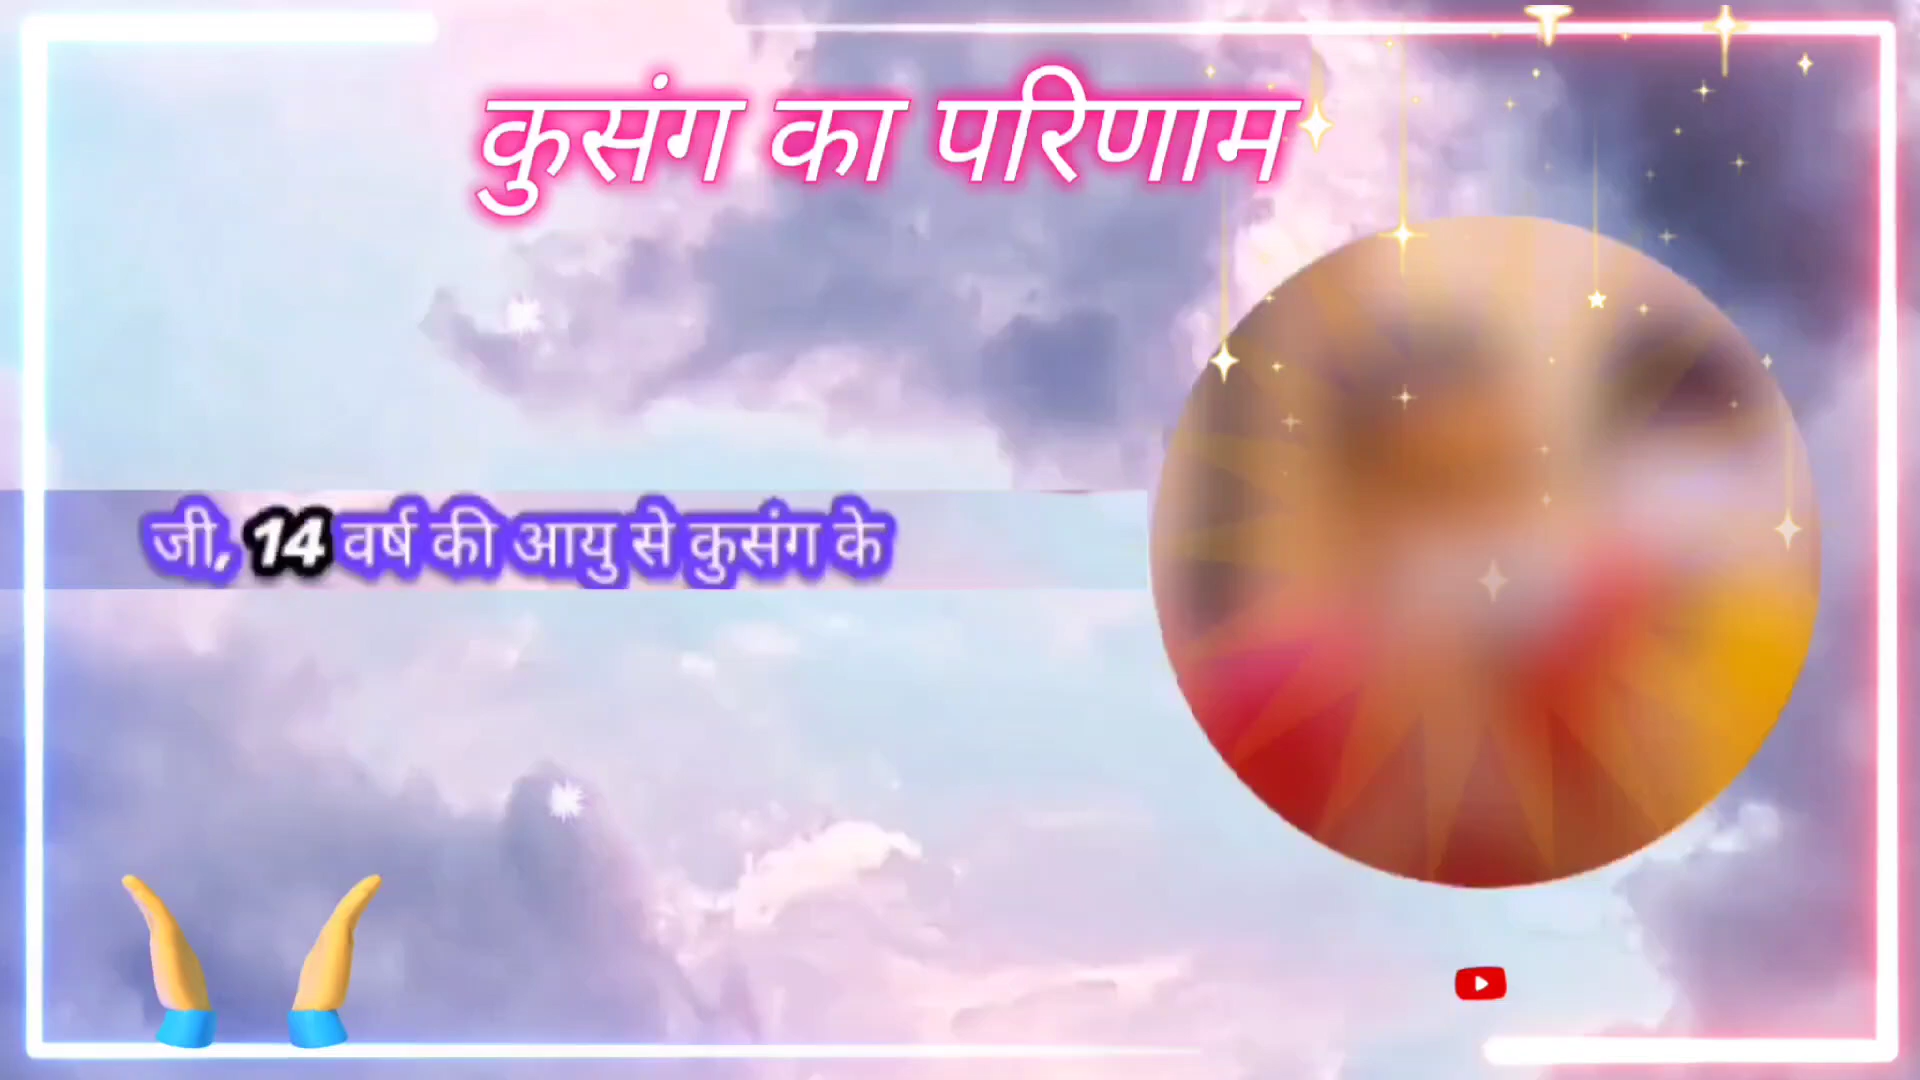 कुसंग का परिणाम
जी, 14 वर्ष की आयु से कुसंग के